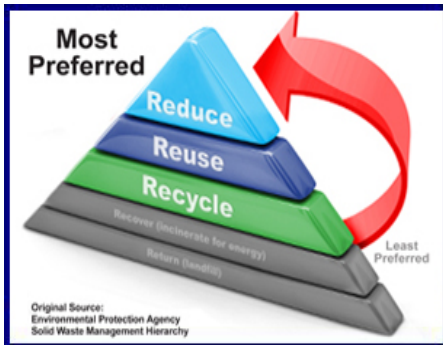 Most
Preferred
Reduce
Reuse
Recycle
Recover (incinerate for energy)
Return (landfill)
Least
Preferred
Original Source:
Environmental Protection Agency
Solid Waste Management Hierarchy